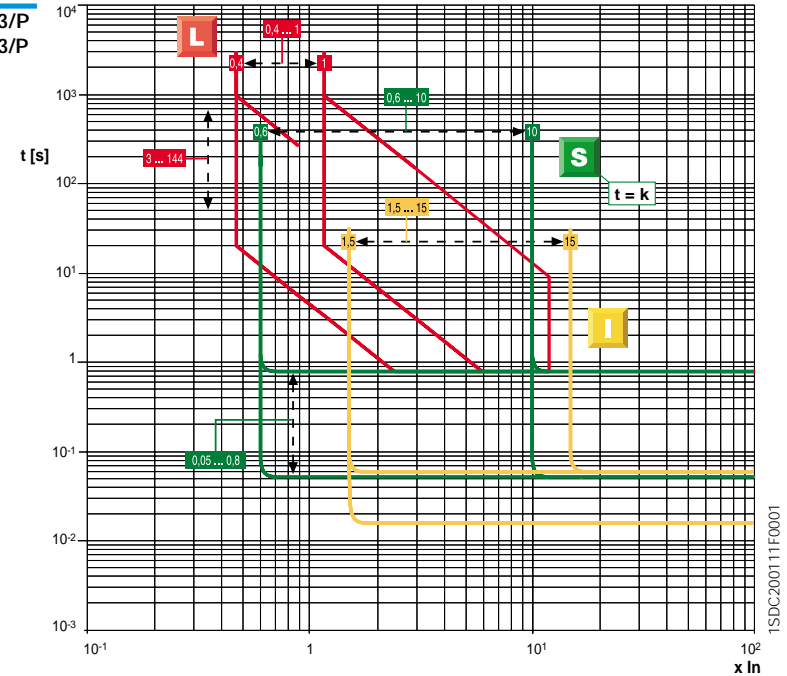 3/P
3/P
10⁴
L
0,4 ... 1
0,4
1
10³
0,6 ... 10
0,6
10
S
t [s]
3 ... 144
10²
t = k
1,5 ... 15
1,5
15
10¹
I
1
0,05 ... 0,8
10⁻¹
10⁻²
10⁻³
10⁻¹
1
10¹
10²
x In
1SDC200111F0001